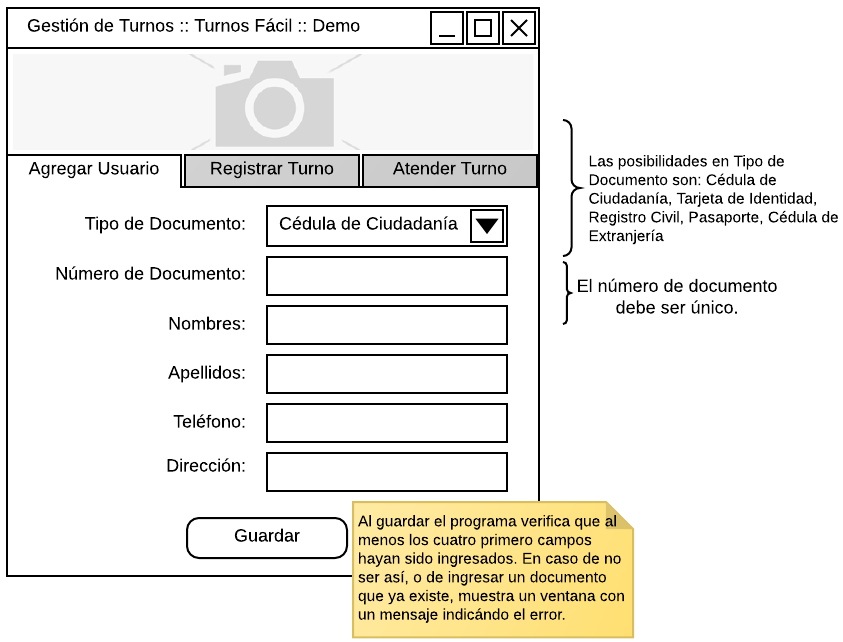 Gestión de Turnos :: Turnos Fácil :: Demo
Agregar Usuario
Registrar Turno
Atender Turno
Tipo de Documento:
Cédula de Ciudadanía
Número de Documento:
Nombres:
Apellidos:
Teléfono:
Dirección:
Guardar
Las posibilidades en Tipo de
Documento son: Cédula de
Ciudadanía, Tarjeta de Identidad,
Registro Civil, Pasaporte, Cédula de
Extranjería
El número de documento
debe ser único.
Al guardar el programa verifica que al
menos los cuatro primero campos
hayan sido ingresados. En caso de no
ser así, o de ingresar un documento
que ya existe, muestra un ventana con
un mensaje indicándo el error.